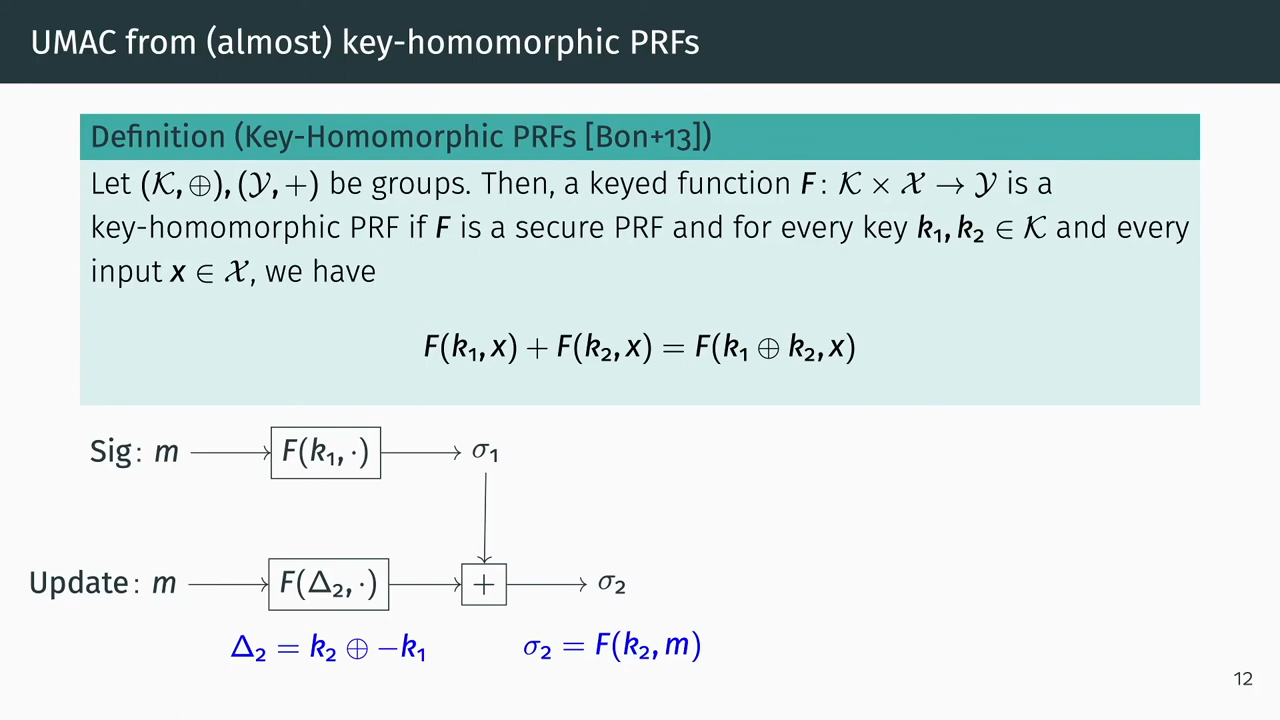 UMAC from (almost) key-homomorphic PRFs
Definition (Key-Homomorphic PRFs [Bon+13])
Let (𝒦, ⊕), (𝒴, +) be groups. Then, a keyed function F: 𝒦 × 𝒳 → 𝒴 is a
key-homomorphic PRF if F is a secure PRF and for every key k₁, k₂ ∈ 𝒦 and every
input x ∈ 𝒳, we have
F(k₁, x) + F(k₂, x) = F(k₁ ⊕ k₂, x)
Sig: m F(k₁, ·) σ₁
Update: m F(Δ₂, ·) + σ₂
Δ₂ = k₂ ⊕ −k₁ σ₂ = F(k₂, m)
12